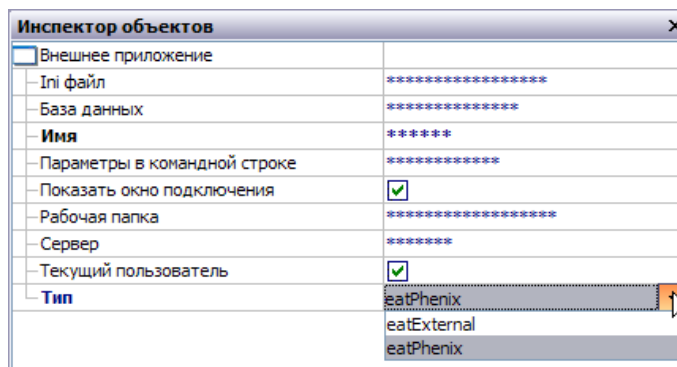 Инспектор объектов
Внешнее приложение
Ini файл *****************
База данных **************
Имя ******
Параметры в командной строке ************
Показать окно подключения
Рабочая папка ******************
Сервер *******
Текущий пользователь
Тип eatPhenix
eatExternal
eatPhenix